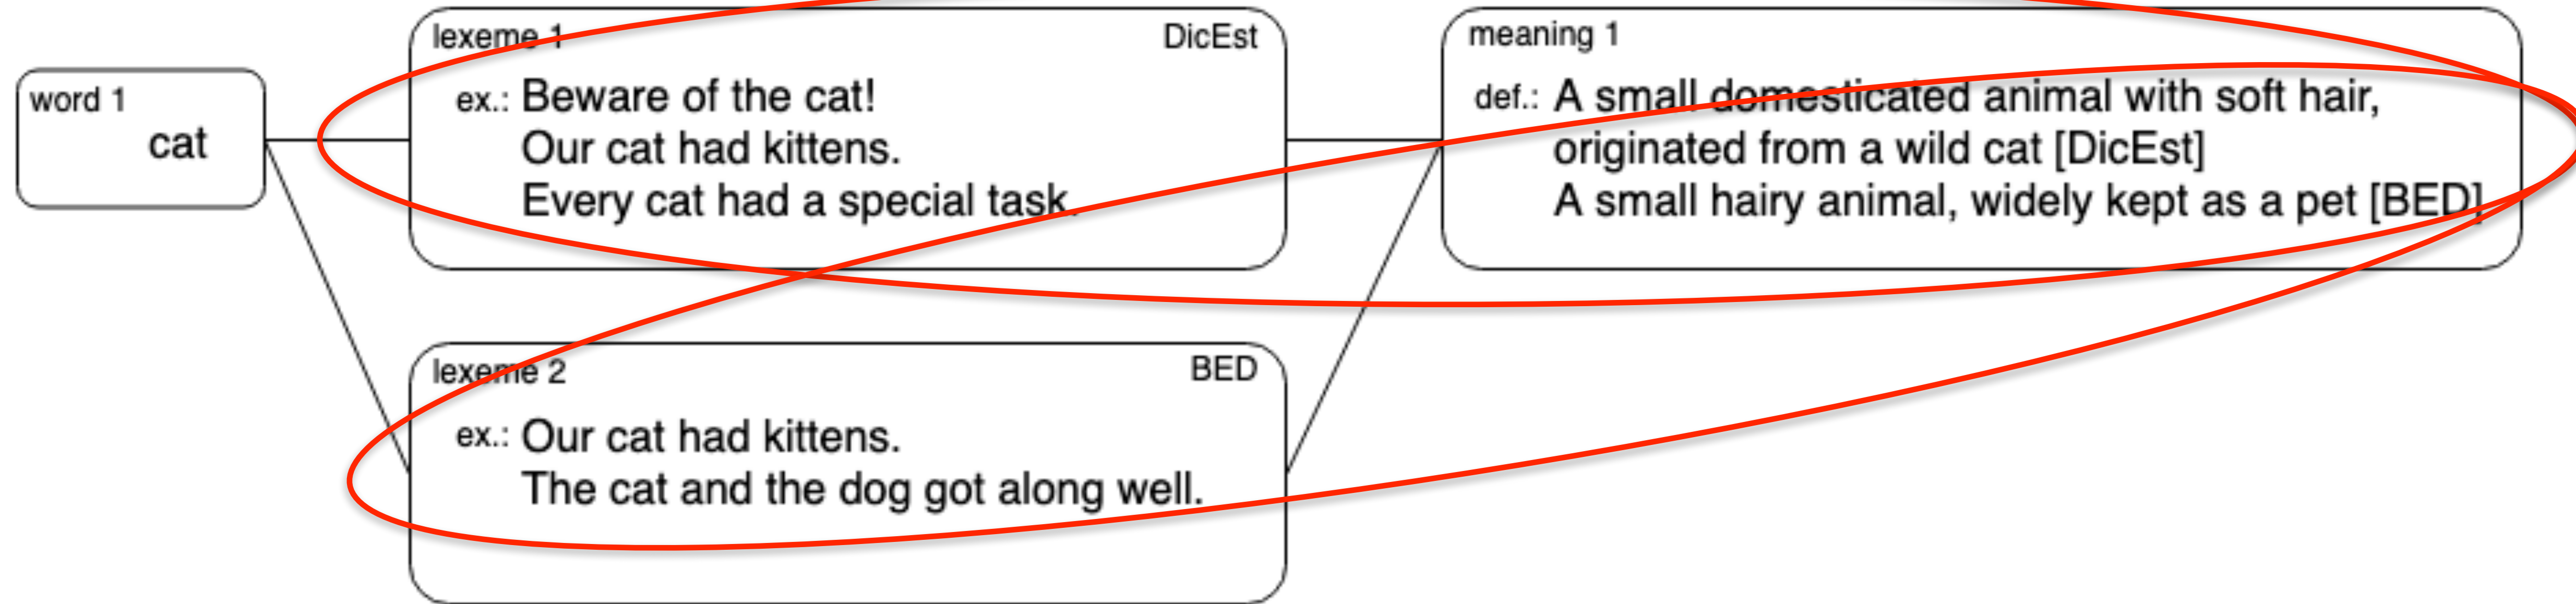 word 1
cat
lexeme 1 DicEst
ex.: Beware of the cat!
Our cat had kittens.
Every cat had a special task.
meaning 1
def.: A small domesticated animal with soft hair,
originated from a wild cat [DicEst]
A small hairy animal, widely kept as a pet [BED]
lexeme 2 BED
ex.: Our cat had kittens.
The cat and the dog got along well.